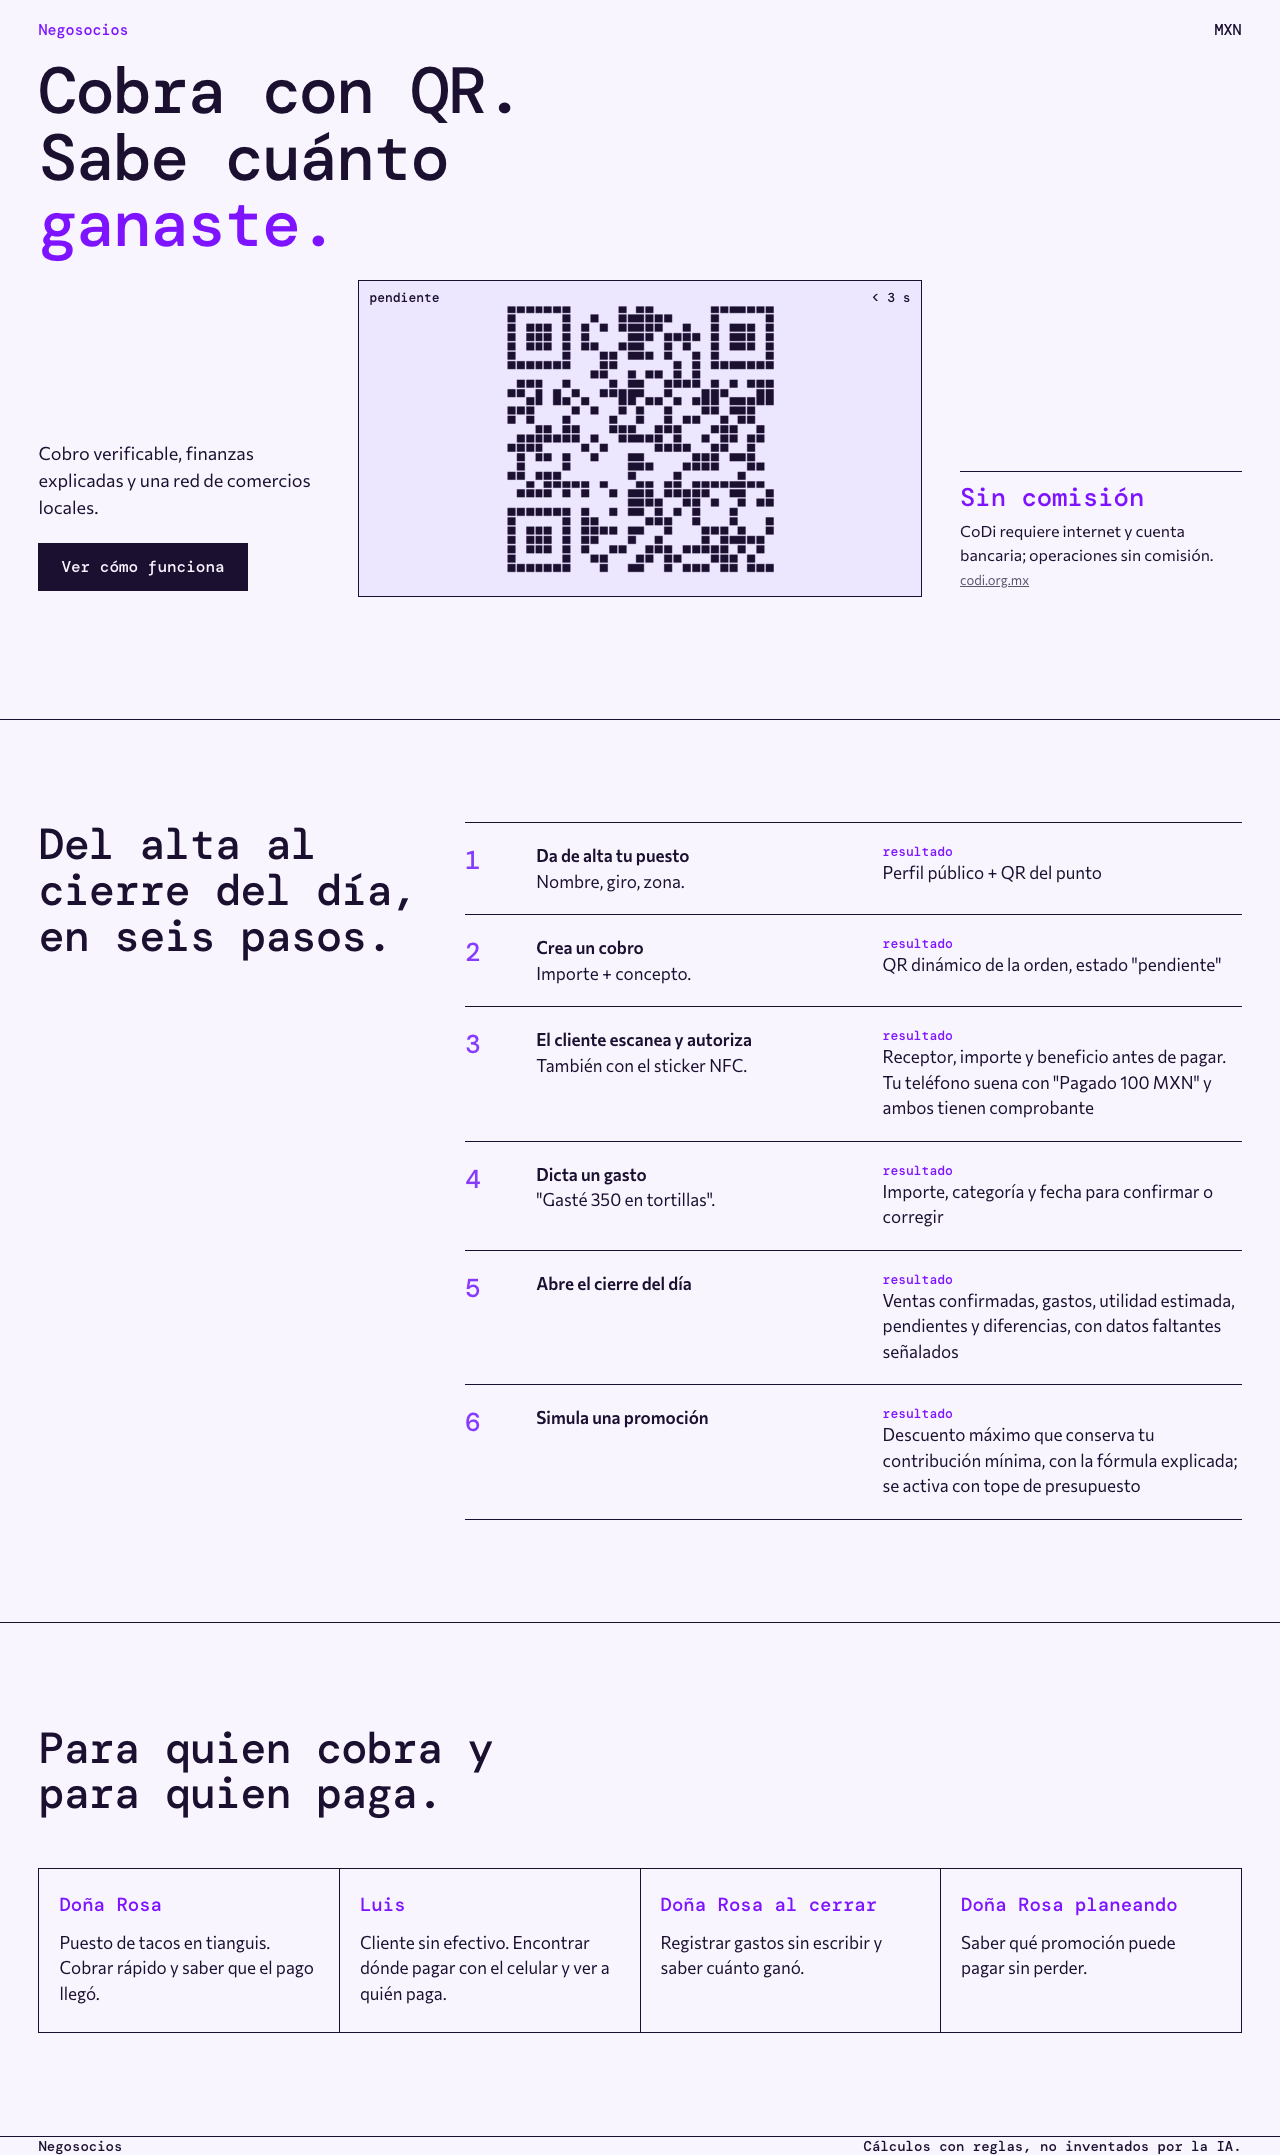 Negosocios
MXN
Cobra con QR.
Sabe cuánto
ganaste.
pendiente
< 3 s
Cobro verificable, finanzas
explicadas y una red de comercios
locales.
Ver cómo funciona
Sin comisión
CoDi requiere internet y cuenta
bancaria; operaciones sin comisión.
codi.org.mx
Del alta al
cierre del día,
en seis pasos.
1
Da de alta tu puesto
Nombre, giro, zona.
resultado
Perfil público + QR del punto
2
Crea un cobro
Importe + concepto.
resultado
QR dinámico de la orden, estado "pendiente"
3
El cliente escanea y autoriza
También con el sticker NFC.
resultado
Receptor, importe y beneficio antes de pagar.
Tu teléfono suena con "Pagado 100 MXN" y
ambos tienen comprobante
4
Dicta un gasto
"Gasté 350 en tortillas".
resultado
Importe, categoría y fecha para confirmar o
corregir
5
Abre el cierre del día
resultado
Ventas confirmadas, gastos, utilidad estimada,
pendientes y diferencias, con datos faltantes
señalados
6
Simula una promoción
resultado
Descuento máximo que conserva tu
contribución mínima, con la fórmula explicada;
se activa con tope de presupuesto
Para quien cobra y
para quien paga.
Doña Rosa
Puesto de tacos en tianguis.
Cobrar rápido y saber que el pago
llegó.
Luis
Cliente sin efectivo. Encontrar
dónde pagar con el celular y ver a
quién paga.
Doña Rosa al cerrar
Registrar gastos sin escribir y
saber cuánto ganó.
Doña Rosa planeando
Saber qué promoción puede
pagar sin perder.
Negosocios
Cálculos con reglas, no inventados por la IA.